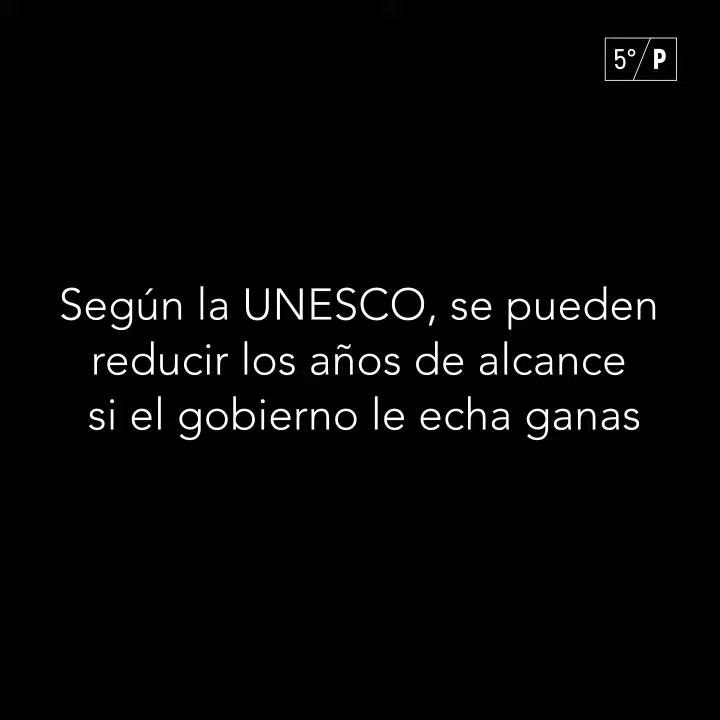 5°/P
Según la UNESCO, se pueden
reducir los años de alcance
si el gobierno le echa ganas